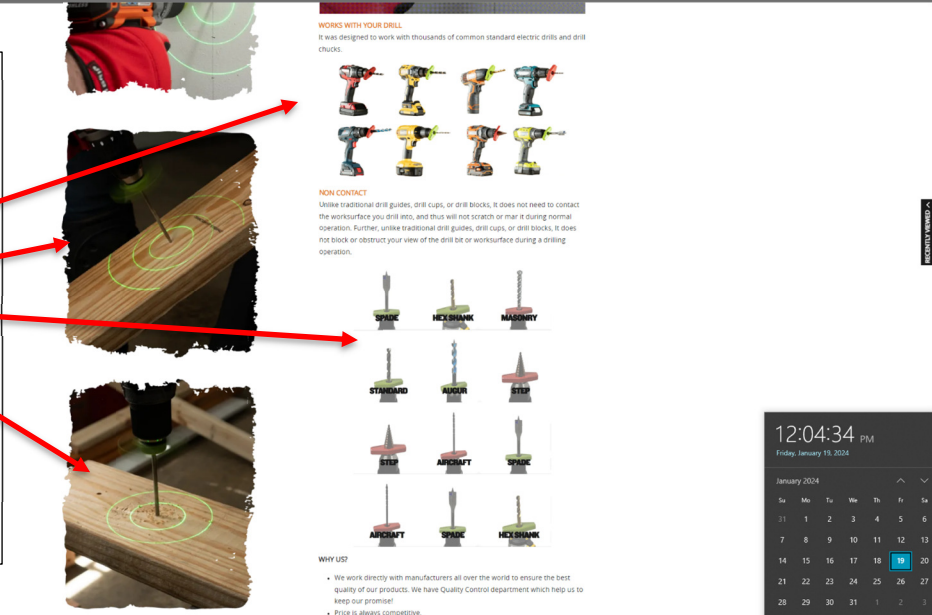 WORKS WITH YOUR DRILL
It was designed to work with thousands of common standard electric drills and drill
chucks.
NON CONTACT
Unlike traditional drill guides, drill cups, or drill blocks, It does not need to contact
the worksurface you drill into, and thus will not scratch or mar it during normal
operation. Further, unlike traditional drill guides, drill cups, or drill blocks, It does
not block or obstruct your view of the drill bit or worksurface during a drilling
operation.
SPADE HEX SHANK MASONRY
STANDARD AUGUR STEP
STEP AIRCRAFT SPADE
AIRCRAFT SPADE HEX SHANK
WHY US?
• We work directly with manufacturers all over the world to ensure the best
quality of our products. We have Quality Control department which help us to
keep our promise!
• Price is always competitive.
RECENTLY VIEWED
12:04:34 PM
Friday, January 19, 2024
January 2024
Su Mo Tu We Th Fr Sa
31 1 2 3 4 5 6
7 8 9 10 11 12 13
14 15 16 17 18 19 20
21 22 23 24 25 26 27
28 29 30 31 1 2 3